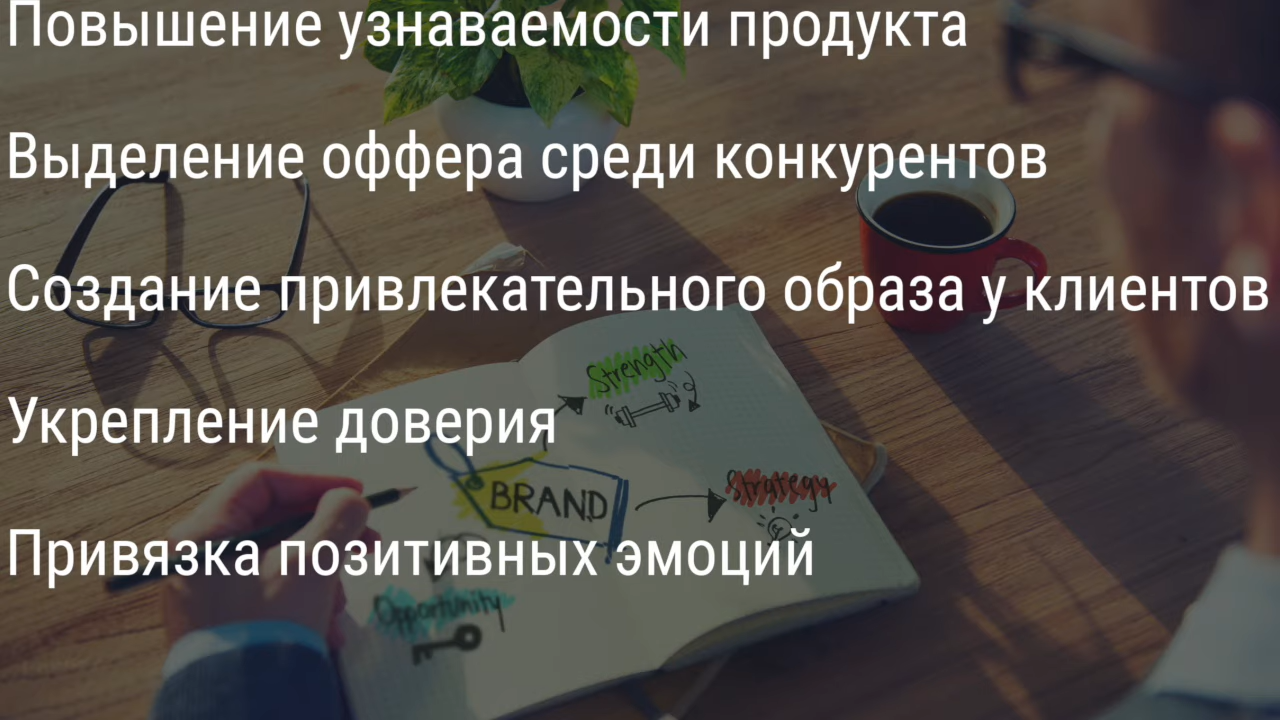 Повышение узнаваемости продукта
Выделение оффера среди конкурентов
Создание привлекательного образа у клиентов
Strength
Укрепление доверия
BRAND
Strategy
Привязка позитивных эмоций
Opportunity